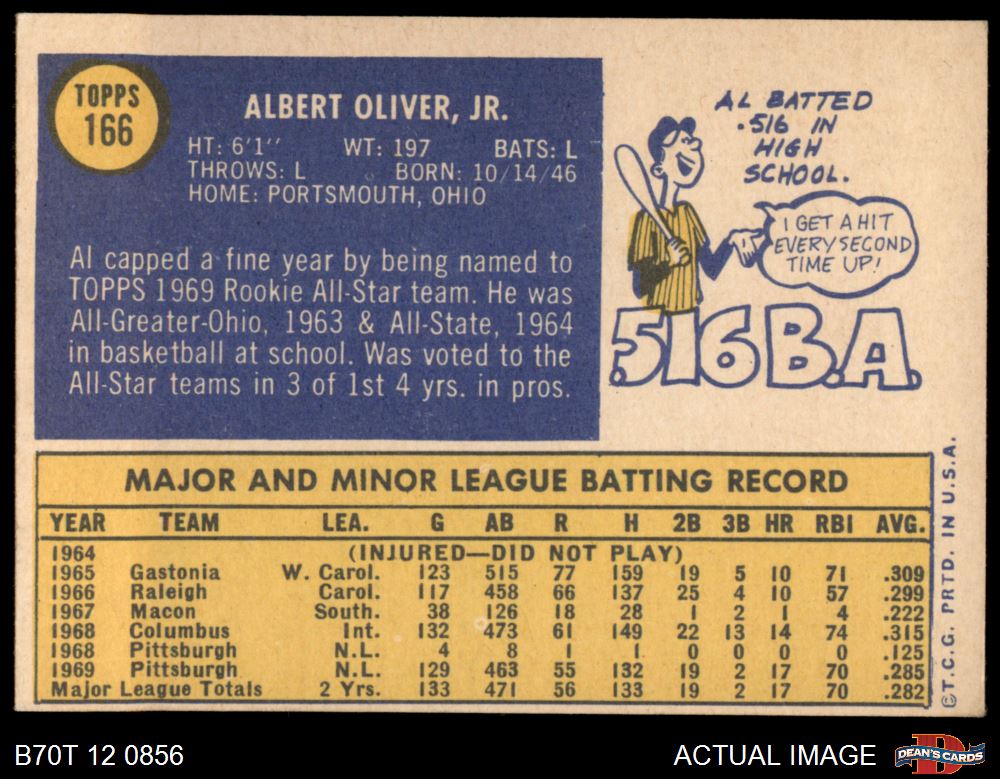 TOPPS
166
ALBERT OLIVER, JR.
HT: 6'1'' WT: 197 BATS: L
THROWS: L BORN: 10/14/46
HOME: PORTSMOUTH, OHIO
Al capped a fine year by being named to
TOPPS 1969 Rookie All-Star team. He was
All-Greater-Ohio, 1963 & All-State, 1964
in basketball at school. Was voted to the
All-Star teams in 3 of 1st 4 yrs. in pros.
AL BATTED
.516 IN
HIGH
SCHOOL.
I GET A HIT
EVERY SECOND
TIME UP!
.516 B.A.
MAJOR AND MINOR LEAGUE BATTING RECORD
YEAR TEAM LEA. G AB R H 2B 3B HR RBI AVG.
1964 (INJURED—DID NOT PLAY)
1965 Gastonia W. Carol. 123 515 77 159 19 5 10 71 .309
1966 Raleigh Carol. 117 458 66 137 25 4 10 57 .299
1967 Macon South. 38 126 18 28 1 2 1 4 .222
1968 Columbus Int. 132 473 61 149 22 13 14 74 .315
1968 Pittsburgh N.L. 4 8 1 1 0 0 0 0 .125
1969 Pittsburgh N.L. 129 463 55 132 19 2 17 70 .285
Major League Totals 2 Yrs. 133 471 56 133 19 2 17 70 .282
©T.C.G. PRTD. IN U.S.A.
B70T 12 0856
ACTUAL IMAGE
D
DEAN'S CARDS